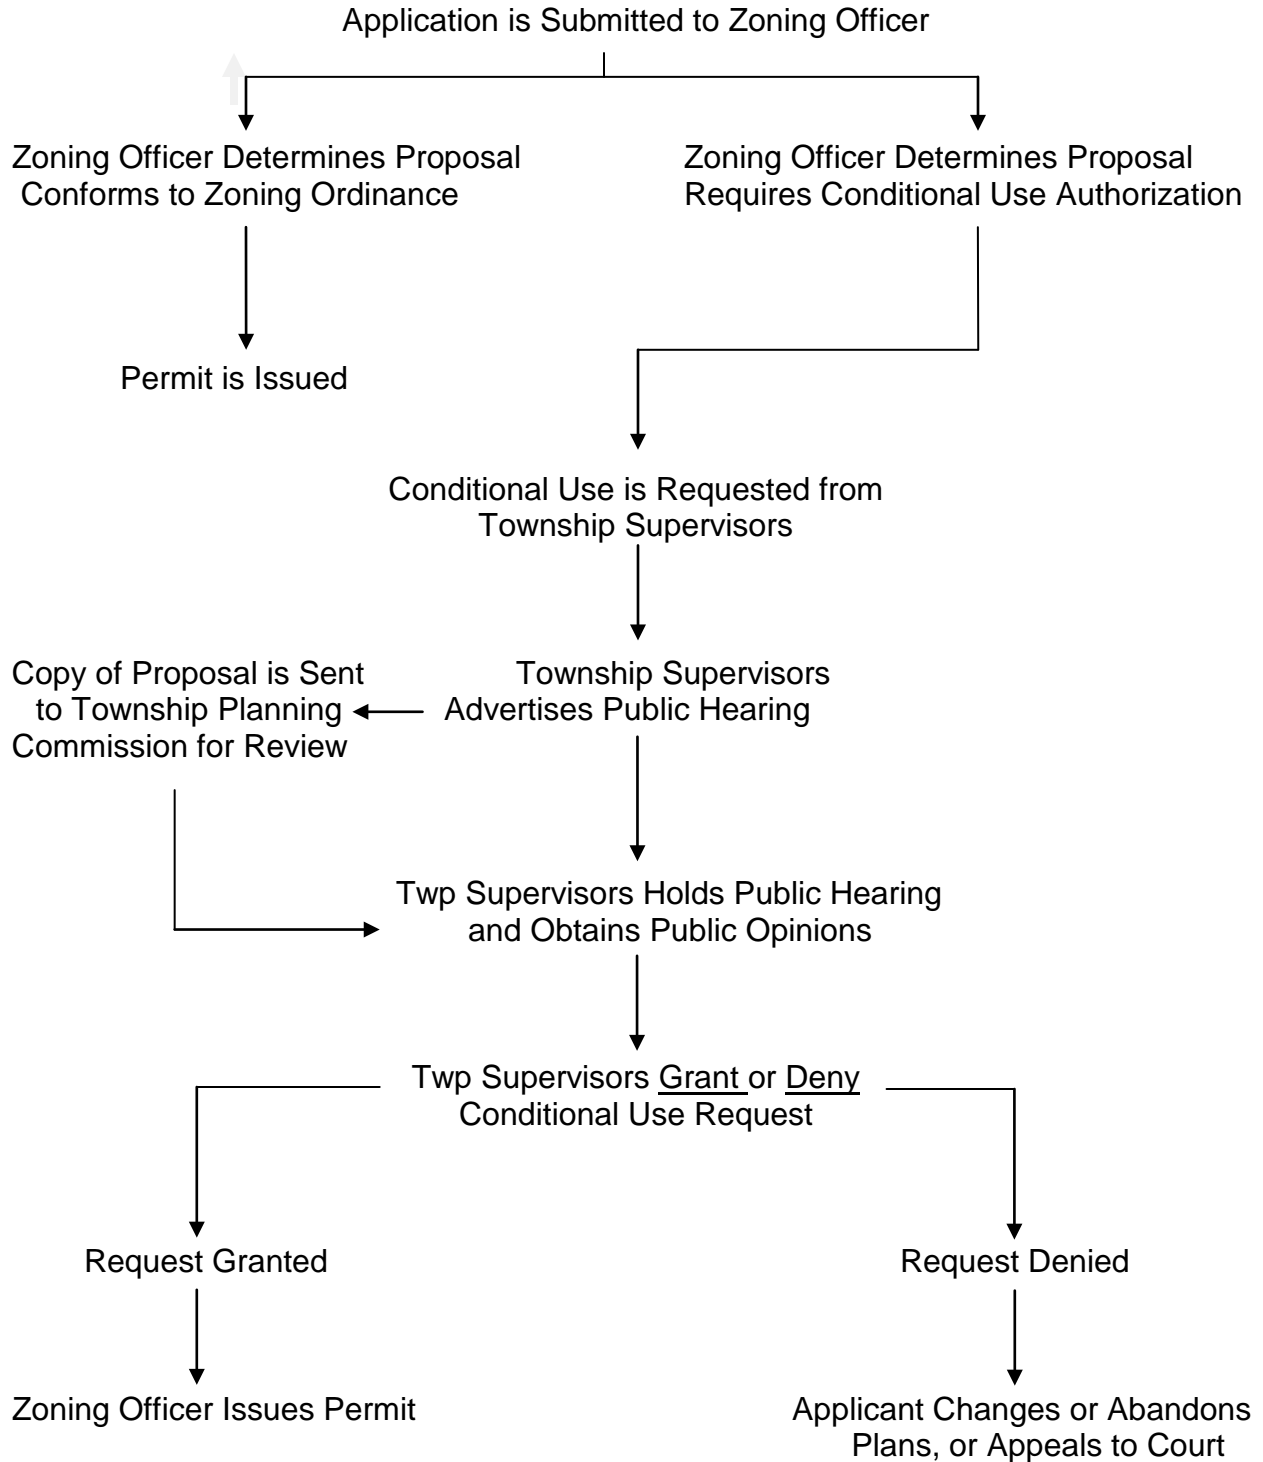 Application is Submitted to Zoning Officer
Zoning Officer Determines Proposal
Conforms to Zoning Ordinance
Zoning Officer Determines Proposal
Requires Conditional Use Authorization
Permit is Issued
Conditional Use is Requested from
Township Supervisors
Copy of Proposal is Sent
to Township Planning
Commission for Review
Township Supervisors
Advertises Public Hearing
Twp Supervisors Holds Public Hearing
and Obtains Public Opinions
Twp Supervisors Grant or Deny
Conditional Use Request
Request Granted
Request Denied
Zoning Officer Issues Permit
Applicant Changes or Abandons
Plans, or Appeals to Court